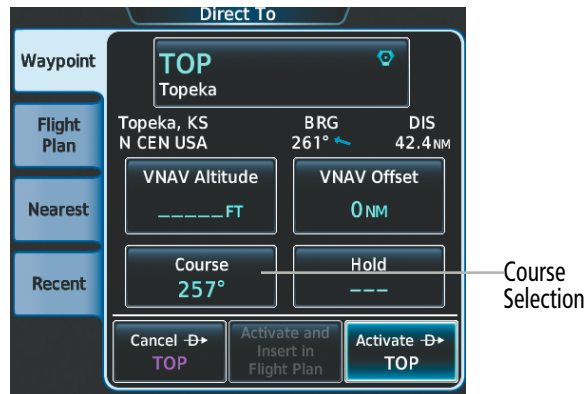 Direct To
Waypoint
Flight
Plan
Nearest
Recent
TOP
Topeka
Topeka, KS
N CEN USA
BRG
261°
DIS
42.4NM
VNAV Altitude
_____FT
VNAV Offset
0NM
Course
257°
Hold
___
Cancel D
TOP
Activate and
Insert in
Flight Plan
Activate D
TOP
Course
Selection